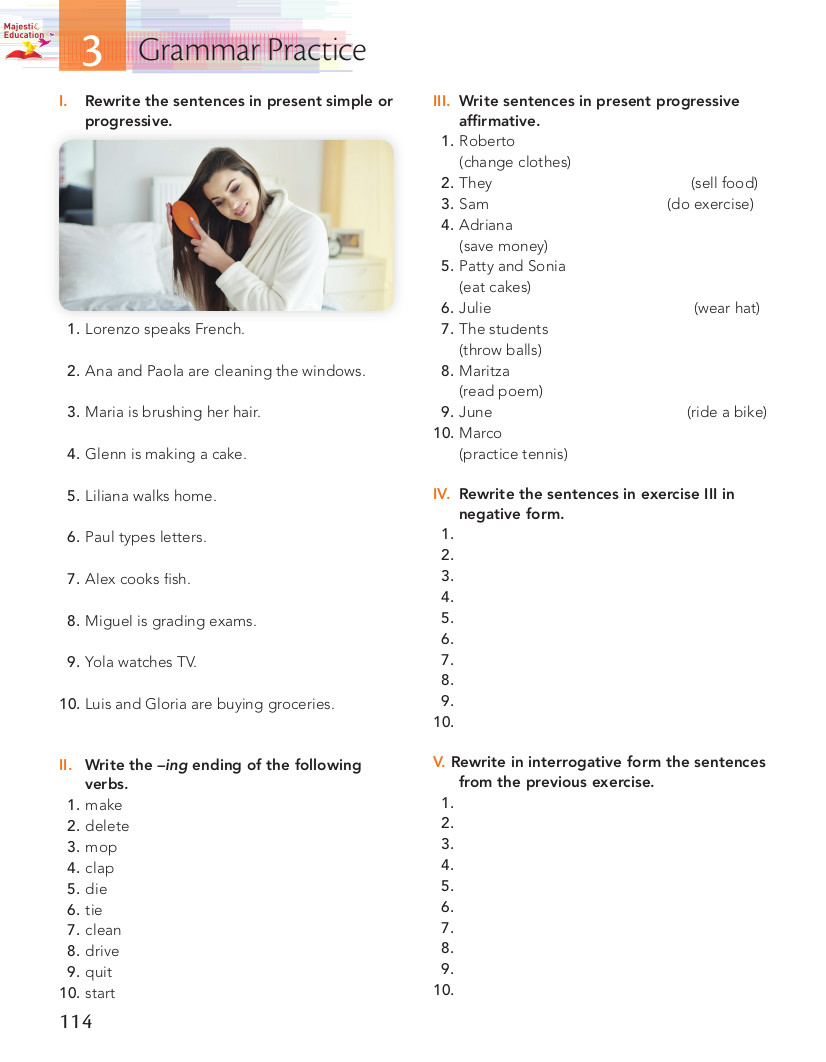 Majestic
Education
3 Grammar Practice
I. Rewrite the sentences in present simple or
progressive.
1. Lorenzo speaks French.
2. Ana and Paola are cleaning the windows.
3. Maria is brushing her hair.
4. Glenn is making a cake.
5. Liliana walks home.
6. Paul types letters.
7. Alex cooks fish.
8. Miguel is grading exams.
9. Yola watches TV.
10. Luis and Gloria are buying groceries.
II. Write the –ing ending of the following
verbs.
1. make
2. delete
3. mop
4. clap
5. die
6. tie
7. clean
8. drive
9. quit
10. start
III. Write sentences in present progressive
affirmative.
1. Roberto
(change clothes)
2. They (sell food)
3. Sam (do exercise)
4. Adriana
(save money)
5. Patty and Sonia
(eat cakes)
6. Julie (wear hat)
7. The students
(throw balls)
8. Maritza
(read poem)
9. June (ride a bike)
10. Marco
(practice tennis)
IV. Rewrite the sentences in exercise III in
negative form.
1.
2.
3.
4.
5.
6.
7.
8.
9.
10.
V. Rewrite in interrogative form the sentences
from the previous exercise.
1.
2.
3.
4.
5.
6.
7.
8.
9.
10.
114